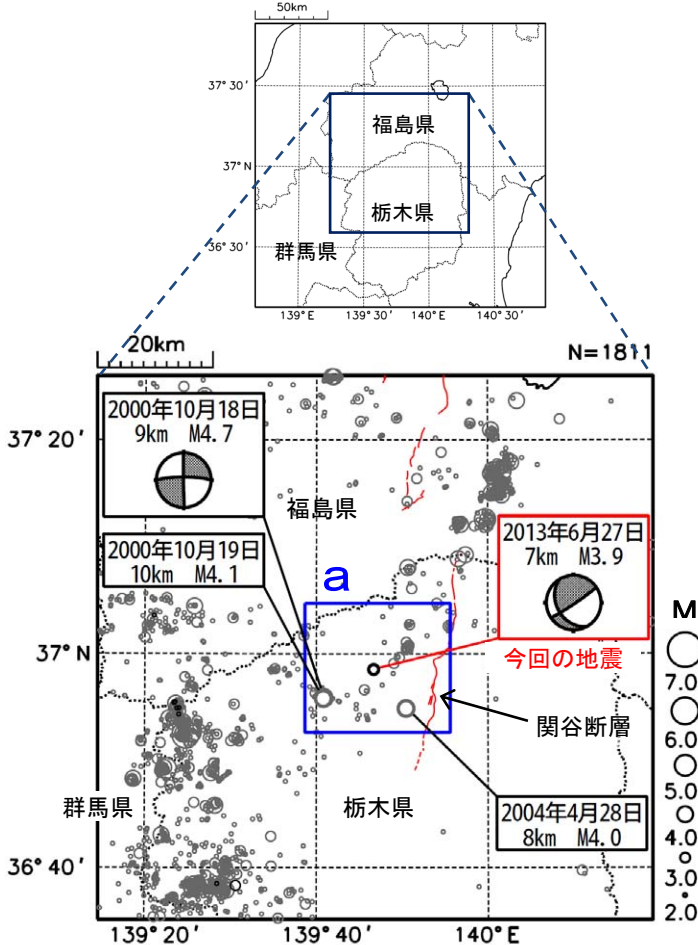 50km
37° 30′
福島県
37° N
栃木県
36° 30′
群馬県
139° E
139° 30′
140° E
140° 30′
20km
N=1811
37° 20′
2000年10月18日
9km M4.7
福島県
2000年10月19日
10km M4.1
2013年6月27日
7km M3.9
a
今回の地震
37° N
関谷断層
群馬県
栃木県
2004年4月28日
8km M4.0
36° 40′
139° 20′
139° 40′
140° E
M
7.0
6.0
5.0
4.0
3.0
2.0